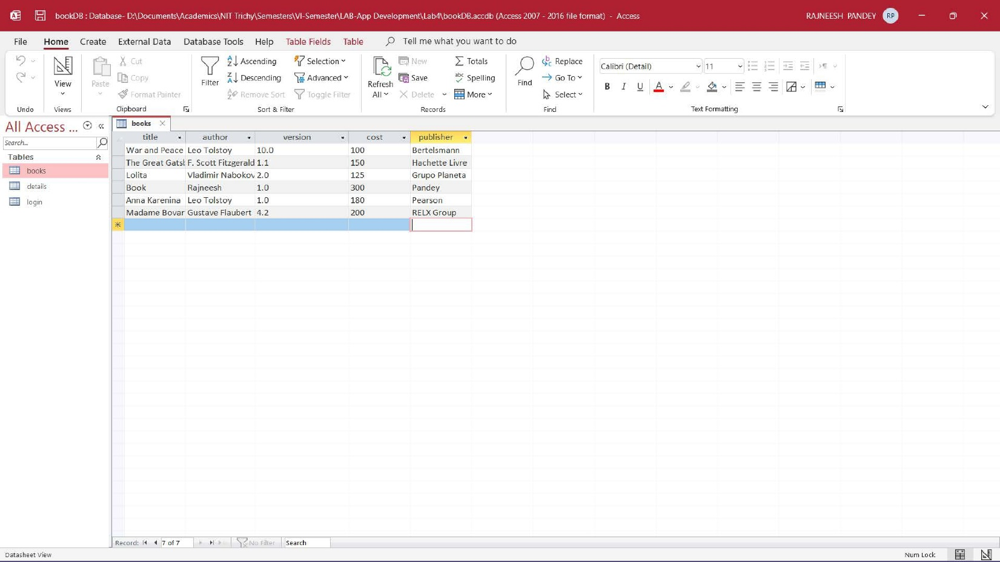 bookDB : Database- D:\Documents\Academics\NIT Trichy\Semesters\VI-Semester\LAB-App Development\Lab4\bookDB.accdb (Access 2007 - 2016 file format) - Access
RAJNEESH PANDEY RP
File Home Create External Data Database Tools Help Table Fields Table Tell me what you want to do
View
Paste
Cut
Copy
Format Painter
Filter
Ascending
Descending
Remove Sort
Selection
Advanced
Toggle Filter
Refresh
All
New
Save
Delete
Totals
Spelling
More
Find
Replace
Go To
Select
Calibri (Detail) 11
B I U A
Undo Views Clipboard Sort & Filter Records Find Text Formatting
All Access ...
Search...
Tables
books
details
login
books
title author version cost publisher
War and Peace Leo Tolstoy 10.0 100 Bertelsmann
The Great Gatsb F. Scott Fitzgerald 1.1 150 Hachette Livre
Lolita Vladimir Nabokov 2.0 125 Grupo Planeta
Book Rajneesh 1.0 300 Pandey
Anna Karenina Leo Tolstoy 1.0 180 Pearson
Madame Bovar Gustave Flaubert 4.2 200 RELX Group
Record: 7 of 7 No Filter Search
Datasheet View Num Lock